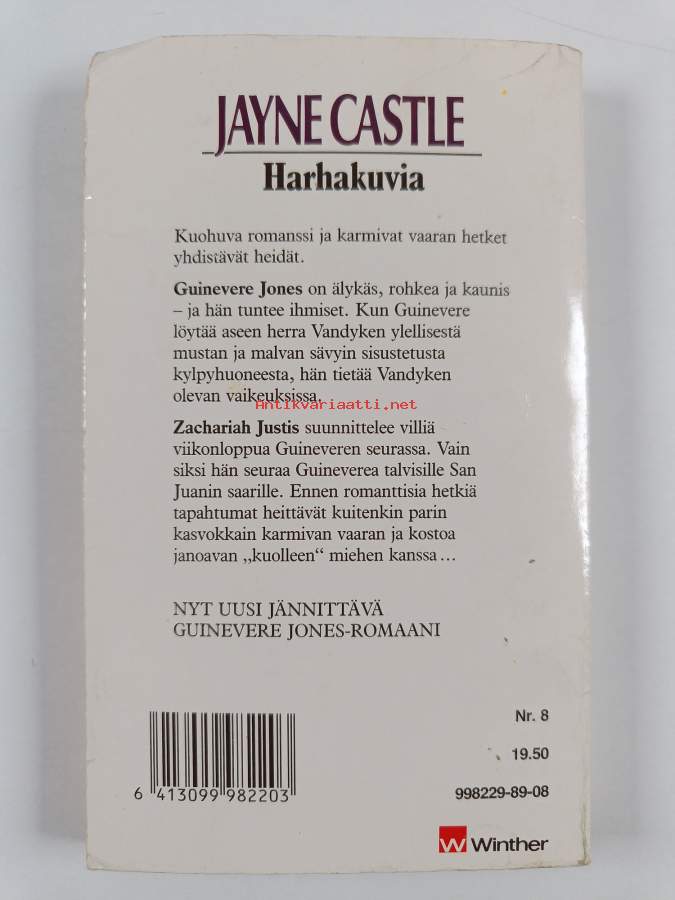 JAYNE CASTLE
Harhakuvia
Kuohuva romanssi ja karmivat vaaran hetket
yhdistävät heidät.
Guinevere Jones on älykäs, rohkea ja kaunis
– ja hän tuntee ihmiset. Kun Guinevere
löytää aseen herra Vandyken ylellisestä
mustan ja malvan sävyin sisustetusta
kylpyhuoneesta, hän tietää Vandyken
olevan vaikeuksissa.
Antikvariaatti.net
Zachariah Justis suunnittelee villiä
viikonloppua Guineveren seurassa. Vain
siksi hän seuraa Guineverea talvisille San
Juanin saarille. Ennen romanttisia hetkiä
tapahtumat heittävät kuitenkin parin
kasvokkain karmivan vaaran ja kostoa
janoavan „kuolleen“ miehen kanssa...
NYT UUSI JÄNNITTÄVÄ
GUINEVERE JONES-ROMAANI
Nr. 8
19.50
998229-89-08
6 413099 982203
W Winther